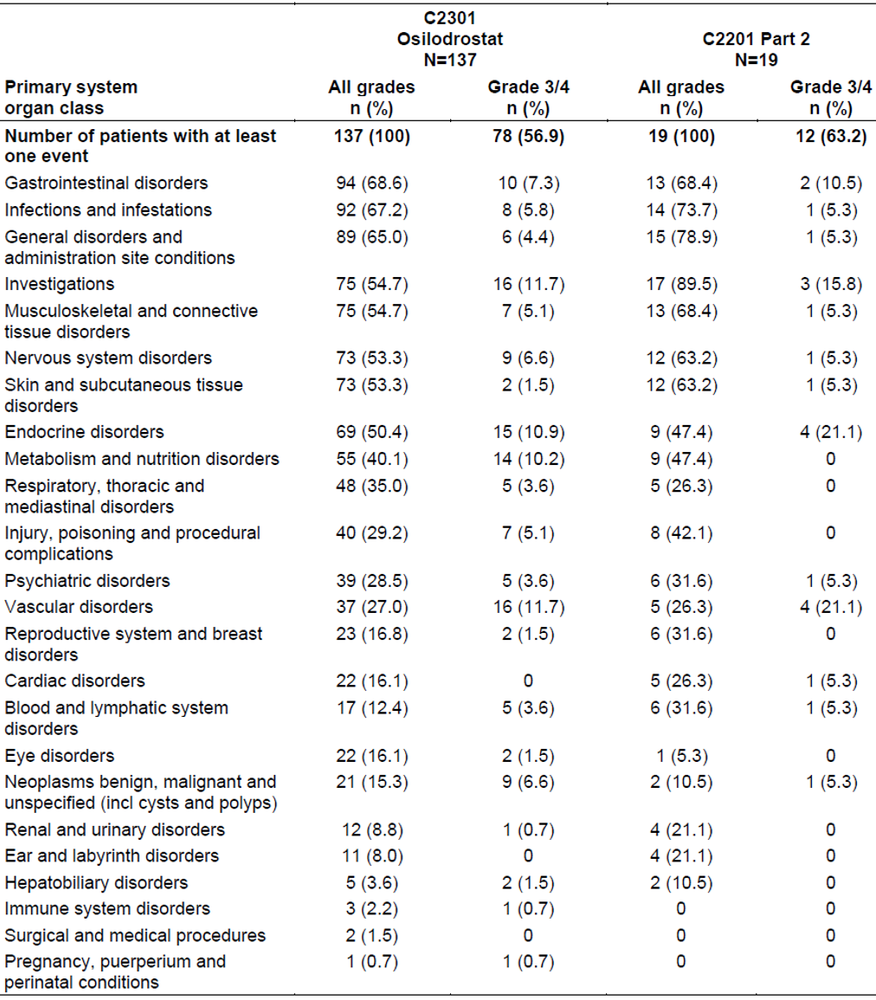 C2301
Osilodrostat
N=137
C2201 Part 2
N=19
Primary system
organ class
All grades
n (%)
Grade 3/4
n (%)
All grades
n (%)
Grade 3/4
n (%)
Number of patients with at least 137 (100) 78 (56.9) 19 (100) 12 (63.2)
one event
Gastrointestinal disorders 94 (68.6) 10 (7.3) 13 (68.4) 2 (10.5)
Infections and infestations 92 (67.2) 8 (5.8) 14 (73.7) 1 (5.3)
General disorders and 89 (65.0) 6 (4.4) 15 (78.9) 1 (5.3)
administration site conditions
Investigations 75 (54.7) 16 (11.7) 17 (89.5) 3 (15.8)
Musculoskeletal and connective 75 (54.7) 7 (5.1) 13 (68.4) 1 (5.3)
tissue disorders
Nervous system disorders 73 (53.3) 9 (6.6) 12 (63.2) 1 (5.3)
Skin and subcutaneous tissue 73 (53.3) 2 (1.5) 12 (63.2) 1 (5.3)
disorders
Endocrine disorders 69 (50.4) 15 (10.9) 9 (47.4) 4 (21.1)
Metabolism and nutrition disorders 55 (40.1) 14 (10.2) 9 (47.4) 0
Respiratory, thoracic and 48 (35.0) 5 (3.6) 5 (26.3) 0
mediastinal disorders
Injury, poisoning and procedural 40 (29.2) 7 (5.1) 8 (42.1) 0
complications
Psychiatric disorders 39 (28.5) 5 (3.6) 6 (31.6) 1 (5.3)
Vascular disorders 37 (27.0) 16 (11.7) 5 (26.3) 4 (21.1)
Reproductive system and breast 23 (16.8) 2 (1.5) 6 (31.6) 0
disorders
Cardiac disorders 22 (16.1) 0 5 (26.3) 1 (5.3)
Blood and lymphatic system 17 (12.4) 5 (3.6) 6 (31.6) 1 (5.3)
disorders
Eye disorders 22 (16.1) 2 (1.5) 1 (5.3) 0
Neoplasms benign, malignant and 21 (15.3) 9 (6.6) 2 (10.5) 1 (5.3)
unspecified (incl cysts and polyps)
Renal and urinary disorders 12 (8.8) 1 (0.7) 4 (21.1) 0
Ear and labyrinth disorders 11 (8.0) 0 4 (21.1) 0
Hepatobiliary disorders 5 (3.6) 2 (1.5) 2 (10.5) 0
Immune system disorders 3 (2.2) 1 (0.7) 0 0
Surgical and medical procedures 2 (1.5) 0 0 0
Pregnancy, puerperium and 1 (0.7) 1 (0.7) 0 0
perinatal conditions